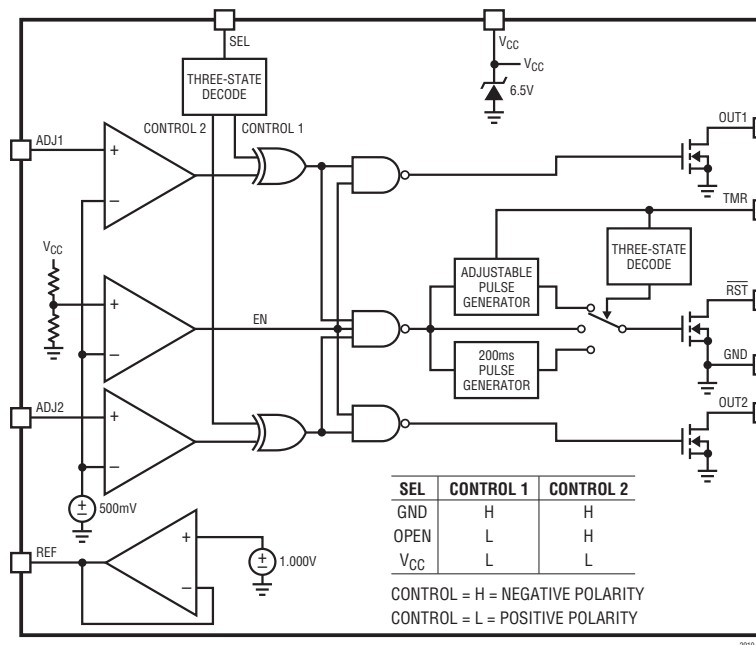 SEL
VCC
VCC
THREE-STATE
DECODE
6.5V
OUT1
CONTROL 2
CONTROL 1
ADJ1
+
–
TMR
THREE-STATE
DECODE
VCC
ADJUSTABLE
PULSE
GENERATOR
RST
+
EN
–
200ms
PULSE
GENERATOR
GND
OUT2
ADJ2
+
–
±
500mV
SEL CONTROL 1 CONTROL 2
GND H H
OPEN L H
VCC L L
REF
+
–
±
1.000V
CONTROL = H = NEGATIVE POLARITY
CONTROL = L = POSITIVE POLARITY